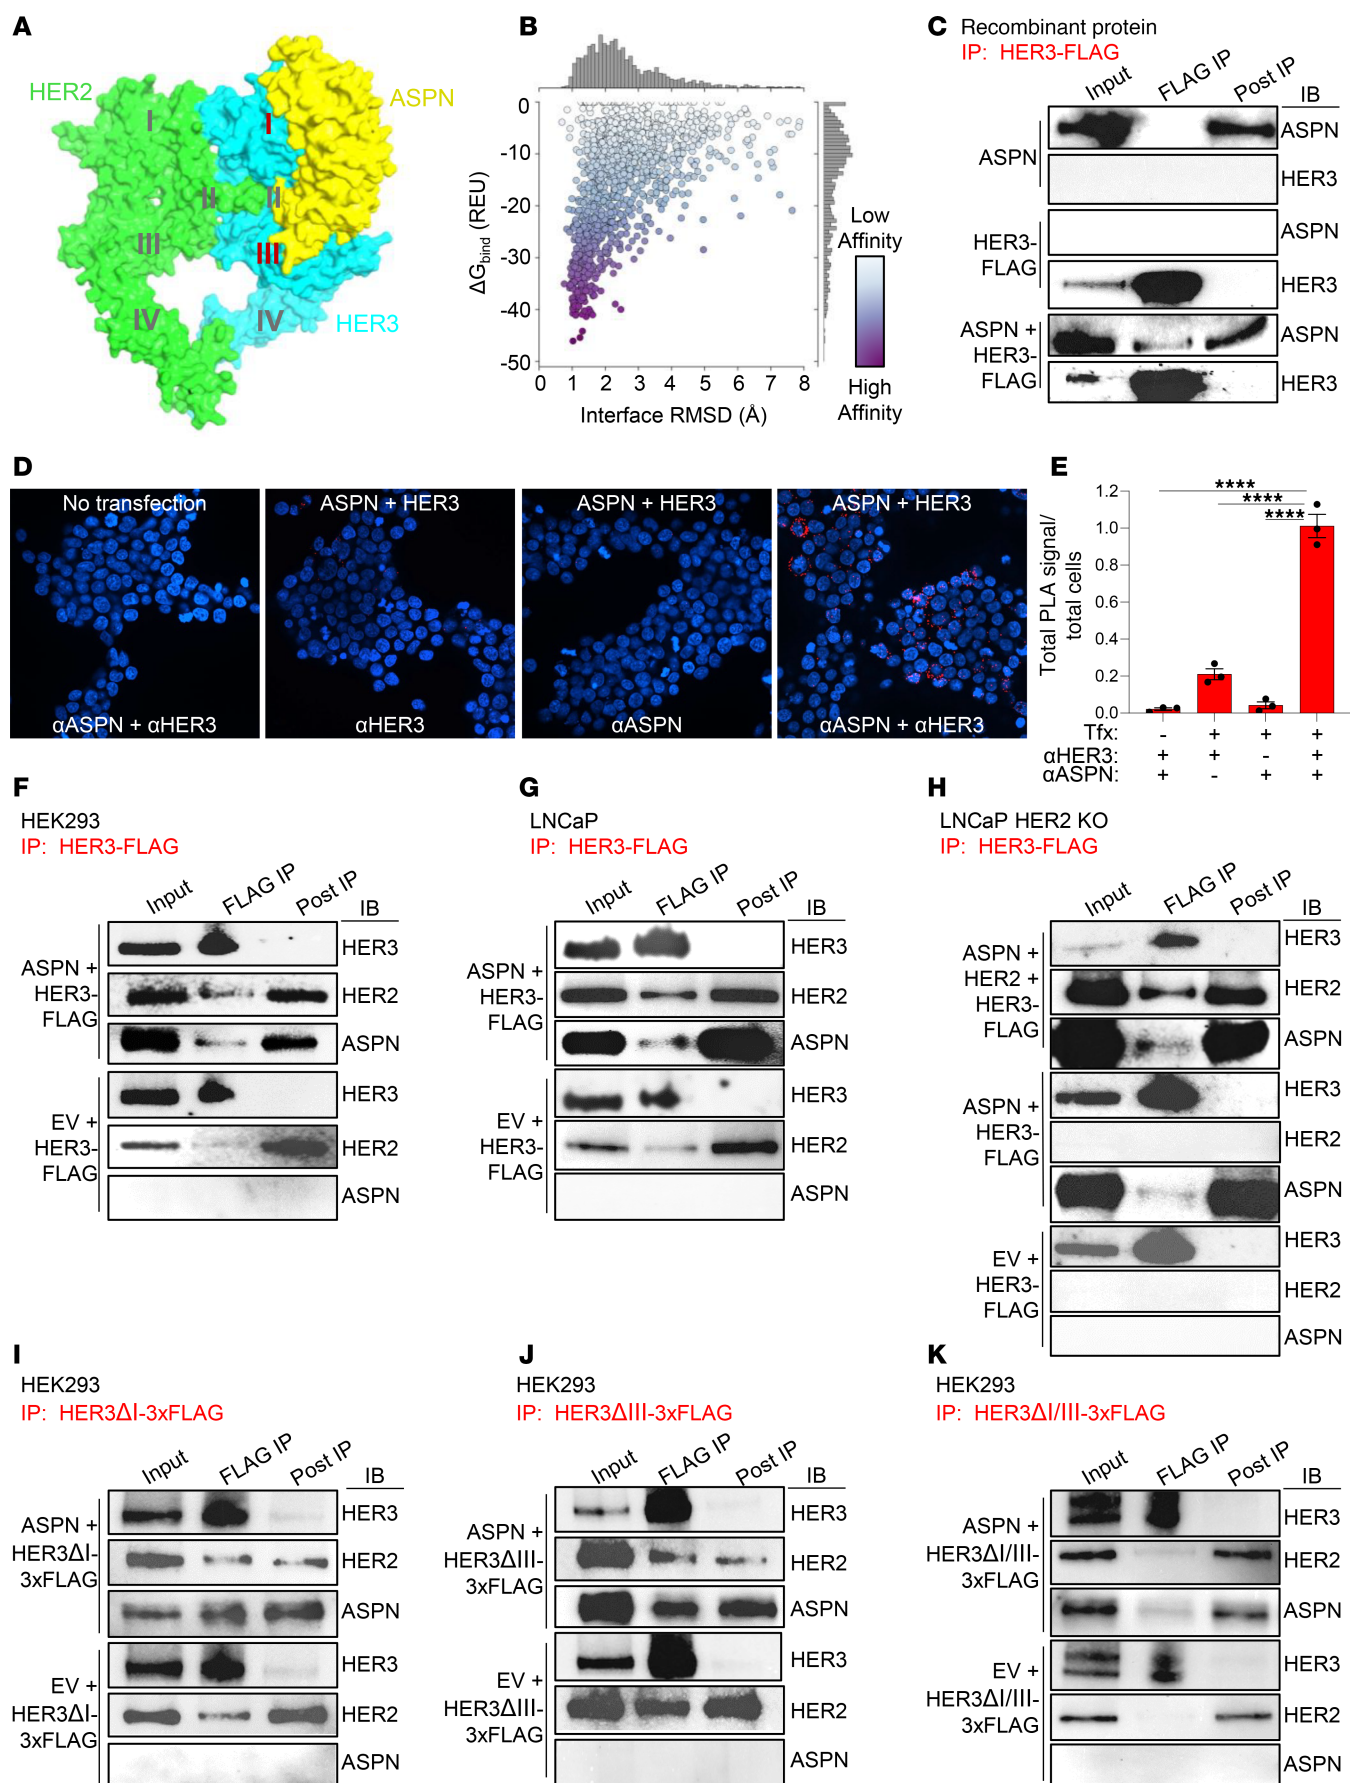 A
HER2
ASPN
HER3
I
I
II
II
III
III
IV
IV
B
0
-10
-20
-30
-40
-50
ΔGbind (REU)
0 1 2 3 4 5 6 7 8
Interface RMSD (Å)
Low
Affinity
High
Affinity
C
Recombinant protein
IP: HER3-FLAG
Input FLAG IP Post IP IB
ASPN
ASPN
HER3
HER3-
FLAG
ASPN
HER3
ASPN +
HER3-
FLAG
ASPN
HER3
D
No transfection
αASPN + αHER3
ASPN + HER3
αHER3
ASPN + HER3
αASPN
ASPN + HER3
αASPN + αHER3
E
Total PLA signal/
total cells
1.2
1.0
0.8
0.6
0.4
0.2
0.0
****
****
****
Tfx: - + + +
αHER3: + + - +
αASPN: + - + +
F
HEK293
IP: HER3-FLAG
Input FLAG IP Post IP IB
ASPN +
HER3-
FLAG
HER3
HER2
ASPN
EV +
HER3-
FLAG
HER3
HER2
ASPN
G
LNCaP
IP: HER3-FLAG
Input FLAG IP Post IP IB
ASPN +
HER3-
FLAG
HER3
HER2
ASPN
EV +
HER3-
FLAG
HER3
HER2
ASPN
H
LNCaP HER2 KO
IP: HER3-FLAG
Input FLAG IP Post IP IB
ASPN +
HER2 +
HER3-
FLAG
HER3
HER2
ASPN
ASPN +
HER3-
FLAG
HER3
HER2
ASPN
EV +
HER3-
FLAG
HER3
HER2
ASPN
I
HEK293
IP: HER3ΔI-3xFLAG
Input FLAG IP Post IP IB
ASPN +
HER3ΔI-
3xFLAG
HER3
HER2
ASPN
EV +
HER3ΔI-
3xFLAG
HER3
HER2
ASPN
J
HEK293
IP: HER3ΔIII-3xFLAG
Input FLAG IP Post IP IB
ASPN +
HER3ΔIII-
3xFLAG
HER3
HER2
ASPN
EV +
HER3ΔIII-
3xFLAG
HER3
HER2
ASPN
K
HEK293
IP: HER3ΔI/III-3xFLAG
Input FLAG IP Post IP IB
ASPN +
HER3ΔI/III-
3xFLAG
HER3
HER2
ASPN
EV +
HER3ΔI/III-
3xFLAG
HER3
HER2
ASPN